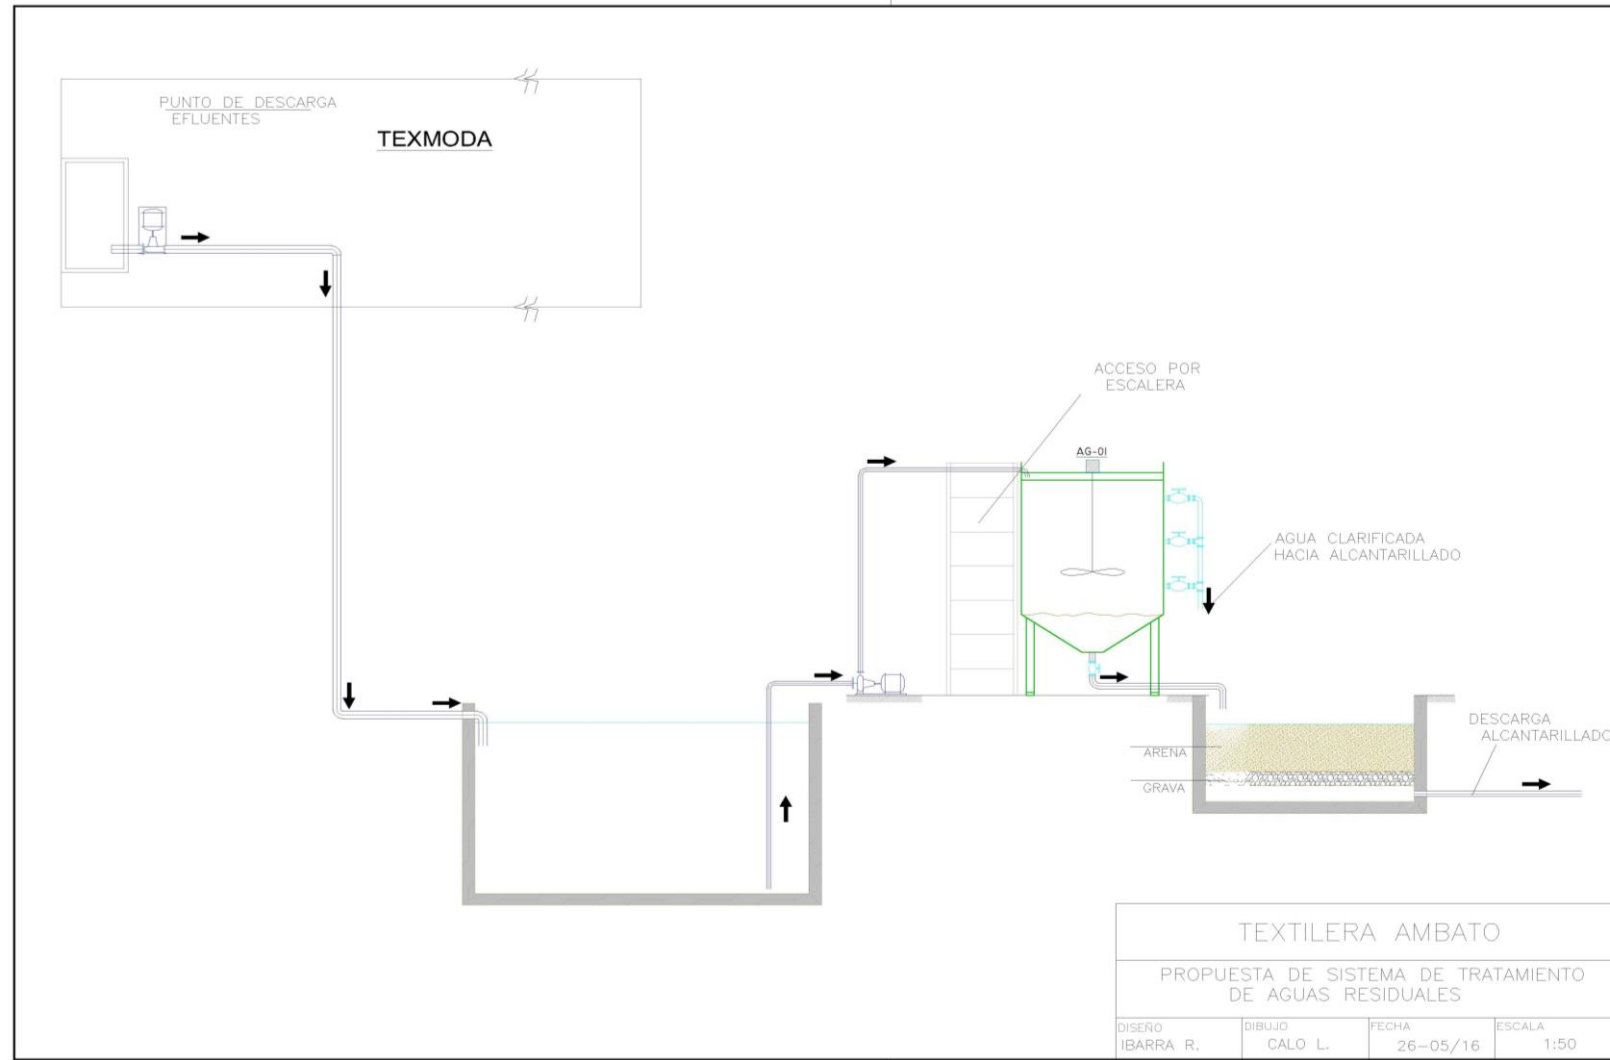 PUNTO DE DESCARGA
EFLUENTES
TEXMODA
ACCESO POR
ESCALERA
AG-01
AGUA CLARIFICADA
HACIA ALCANTARILLADO
DESCARGA
ALCANTARILLADO
ARENA
GRAVA
TEXTILERA AMBATO
PROPUESTA DE SISTEMA DE TRATAMIENTO
DE AGUAS RESIDUALES
DISEÑO
IBARRA R.
DIBUJO
CALO L.
FECHA
26-05/16
ESCALA
1:50